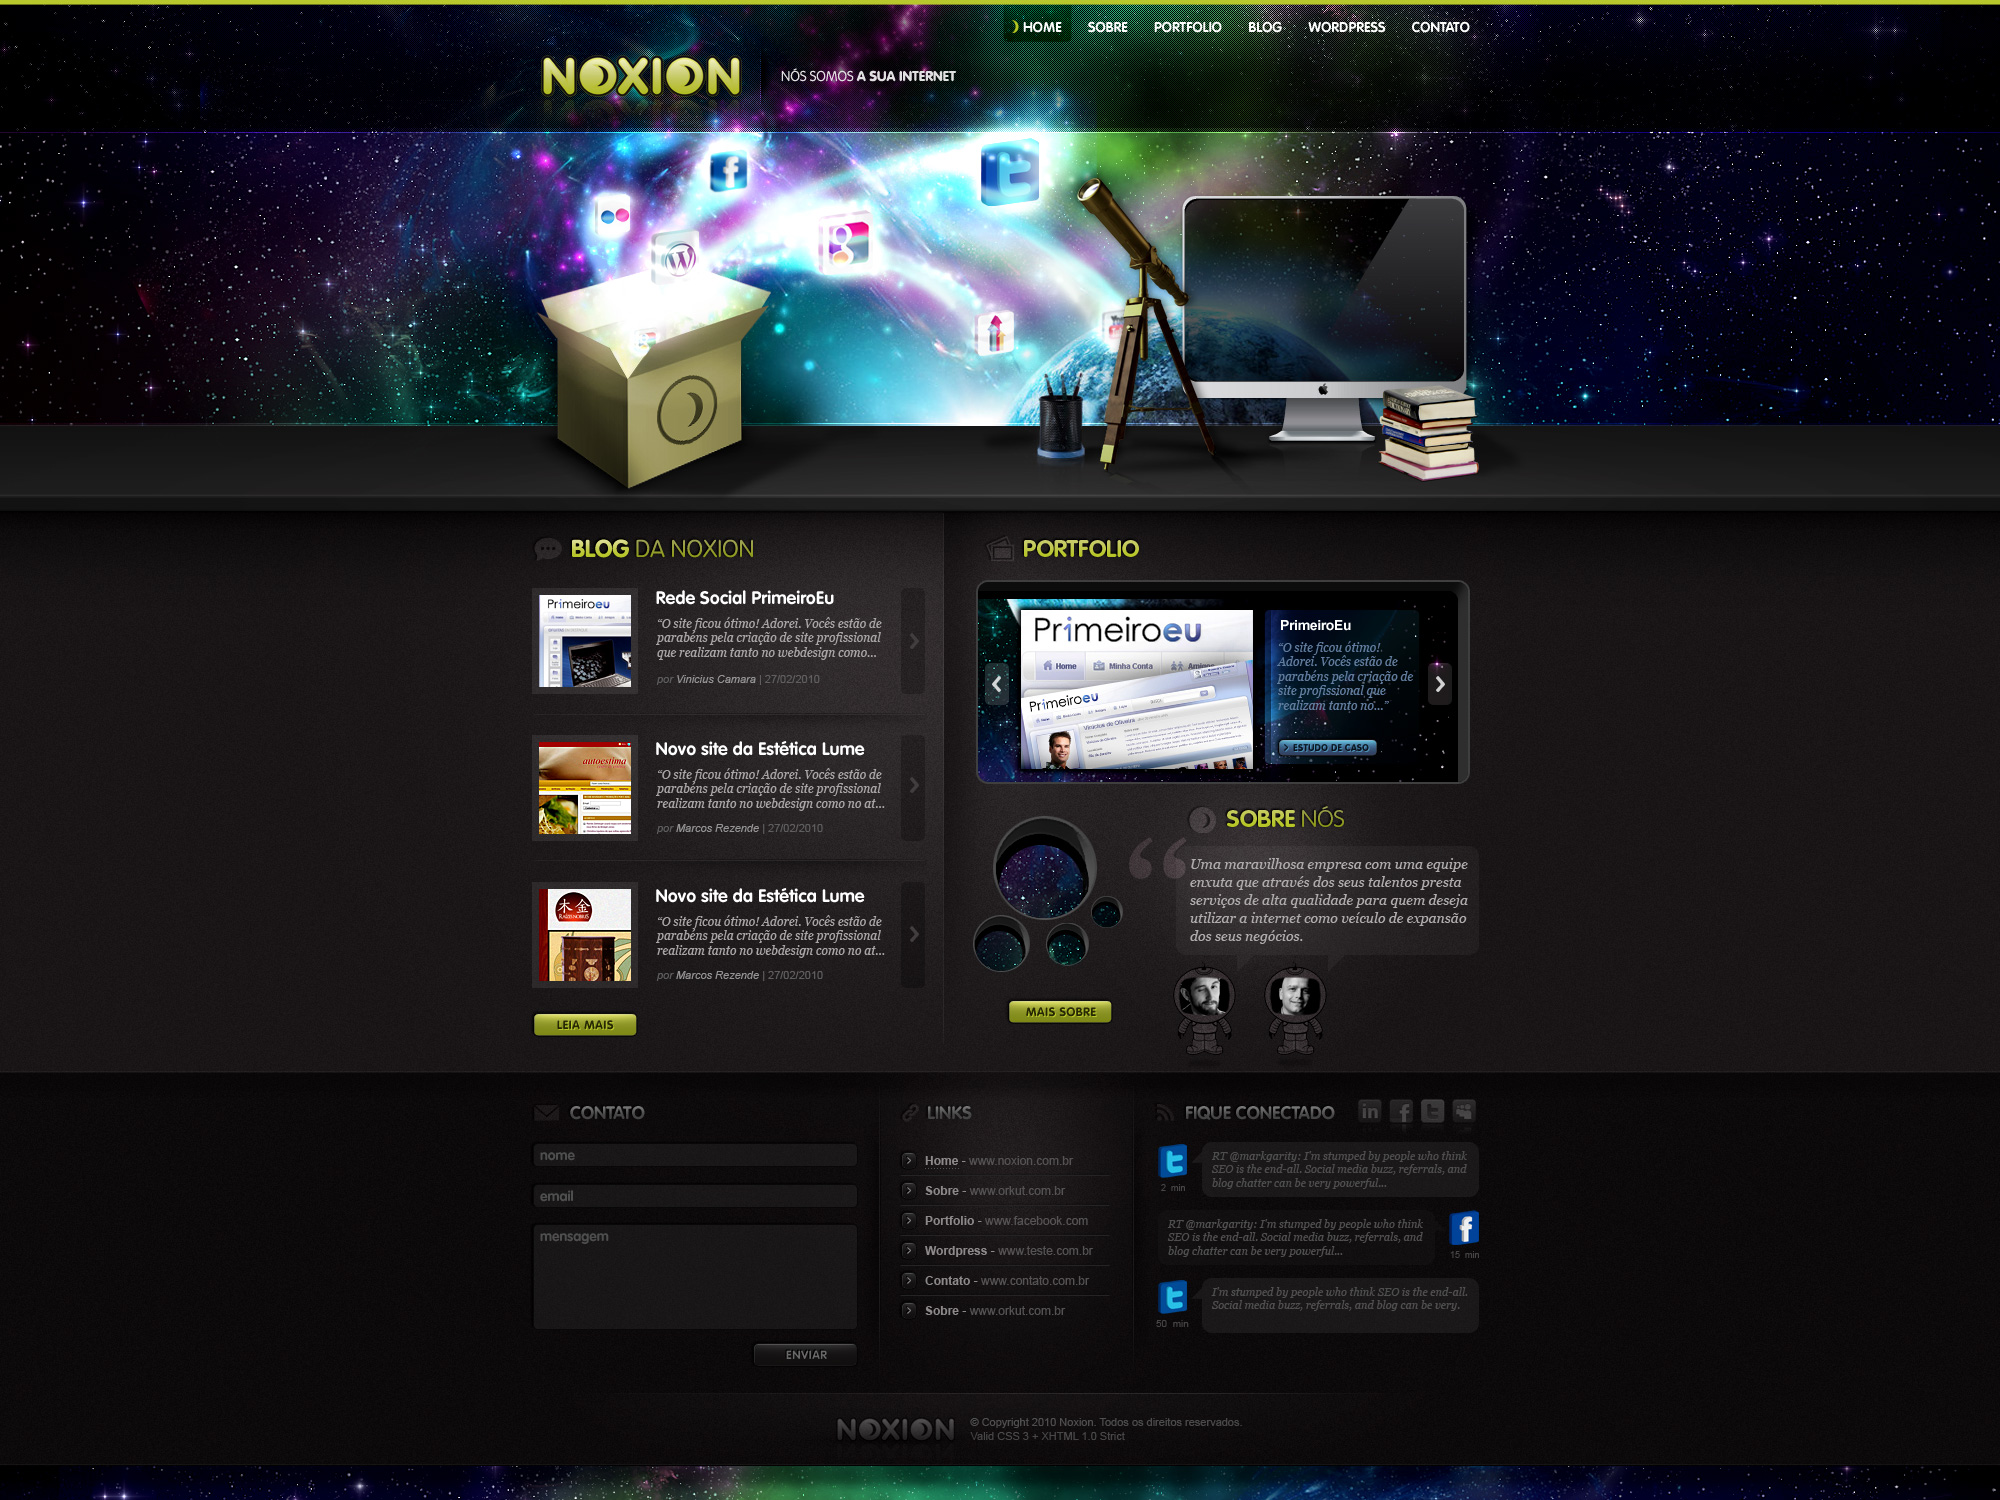 HOME SOBRE PORTFOLIO BLOG WORDPRESS CONTATO
NOXION
NÓS SOMOS A SUA INTERNET
BLOG DA NOXION
Rede Social PrimeiroEu
“O site ficou ótimo! Adorei. Vocês estão de
parabéns pela criação de site profissional
que realizam tanto no webdesign como...
por Vinicius Camara | 27/02/2010
Primeiroeu
Novo site da Estética Lume
“O site ficou ótimo! Adorei. Vocês estão de
parabéns pela criação de site profissional
realizam tanto no webdesign como no at...
por Marcos Rezende | 27/02/2010
autoestima
Novo site da Estética Lume
“O site ficou ótimo! Adorei. Vocês estão de
parabéns pela criação de site profissional
realizam tanto no webdesign como no at...
por Marcos Rezende | 27/02/2010
木金
LEIA MAIS
PORTFOLIO
Pr1meiroeu
Home Minha Conta Amigos
Pr1meiroeu
Vinicius de Oliveira
PrimeiroEu
“O site ficou ótimo!
Adorei. Vocês estão de
parabéns pela criação de
site profissional que
realizam tanto no...”
ESTUDO DE CASO
SOBRE NÓS
“
Uma maravilhosa empresa com uma equipe
enxuta que através dos seus talentos presta
serviços de alta qualidade para quem deseja
utilizar a internet como veículo de expansão
dos seus negócios.
MAIS SOBRE
CONTATO
nome
email
mensagem
ENVIAR
LINKS
Home - www.noxion.com.br
Sobre - www.orkut.com.br
Portfolio - www.facebook.com
Wordpress - www.teste.com.br
Contato - www.contato.com.br
Sobre - www.orkut.com.br
FIQUE CONECTADO
RT @markgarity: I'm stumped by people who think
SEO is the end-all. Social media buzz, referrals, and
blog chatter can be very powerful...
2 min
RT @markgarity: I'm stumped by people who think
SEO is the end-all. Social media buzz, referrals, and
blog chatter can be very powerful...
15 min
I'm stumped by people who think SEO is the end-all.
Social media buzz, referrals, and blog can be very.
50 min
NOXION
© Copyright 2010 Noxion. Todos os direitos reservados.
Valid CSS 3 + XHTML 1.0 Strict